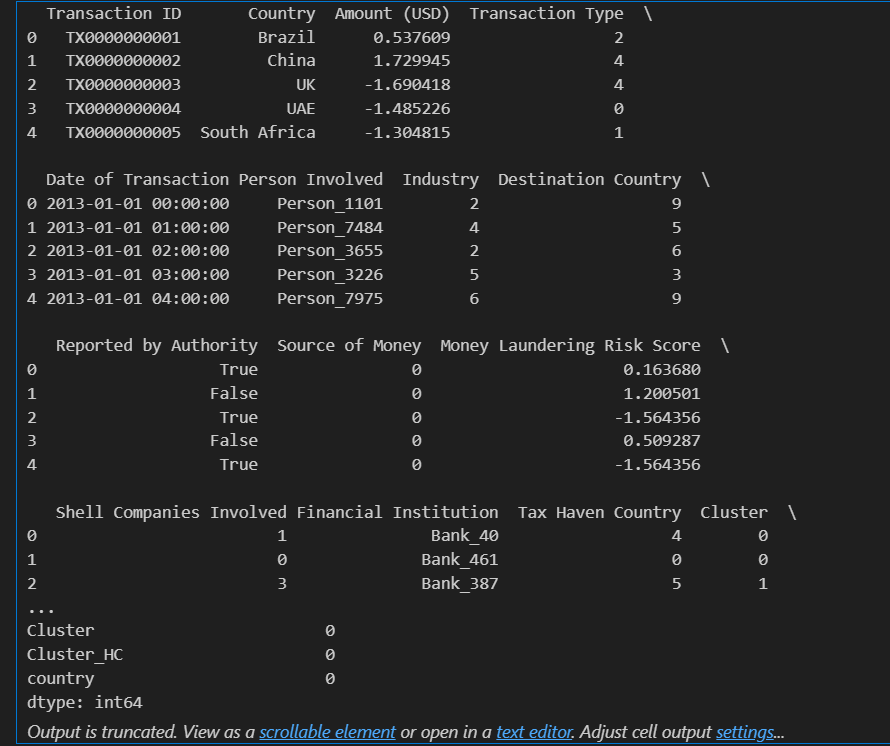 Transaction ID       Country  Amount (USD)  Transaction Type  \
0   TX0000000001        Brazil      0.537609                 2
1   TX0000000002         China      1.729945                 4
2   TX0000000003            UK     -1.690418                 4
3   TX0000000004           UAE     -1.485226                 0
4   TX0000000005  South Africa     -1.304815                 1

  Date of Transaction Person Involved  Industry  Destination Country  \
0 2013-01-01 00:00:00     Person_1101         2                    9
1 2013-01-01 01:00:00     Person_7484         4                    5
2 2013-01-01 02:00:00     Person_3655         2                    6
3 2013-01-01 03:00:00     Person_3226         5                    3
4 2013-01-01 04:00:00     Person_7975         6                    9

   Reported by Authority  Source of Money  Money Laundering Risk Score  \
0                   True                0                     0.163680
1                  False                0                     1.200501
2                   True                0                    -1.564356
3                  False                0                     0.509287
4                   True                0                    -1.564356

   Shell Companies Involved Financial Institution  Tax Haven Country  Cluster  \
0                         1               Bank_40                  4        0
1                         0              Bank_461                  0        0
2                         3              Bank_387                  5        1
...
Cluster                        0
Cluster_HC                     0
country                        0
dtype: int64
Output is truncated. View as a scrollable element or open in a text editor. Adjust cell output settings...